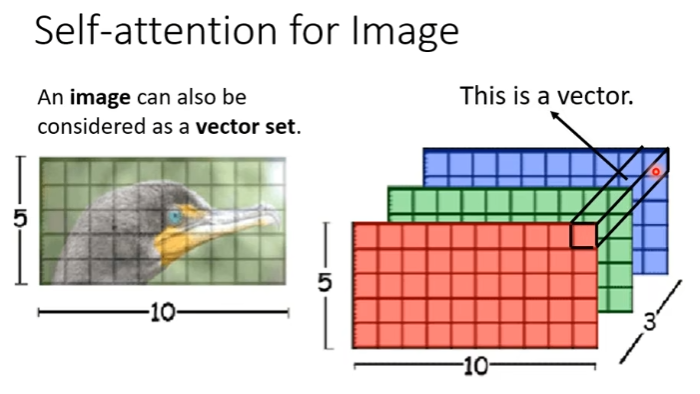 Self-attention for Image
An image can also be
considered as a vector set.
This is a vector.
5
10
5
10
3